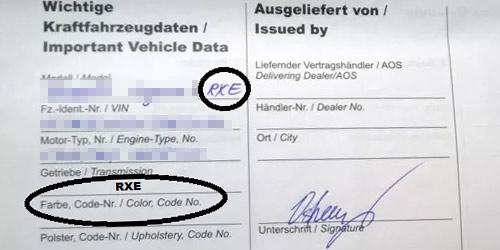 Wichtige
Kraftfahrzeugdaten /
Important Vehicle Data
Modell / Model
RXE
Fz.-Ident.-Nr. / VIN
Motor-Typ, Nr. / Engine-Type, No.
Getriebe / Transmission
RXE
Farbe, Code-Nr. / Color, Code No.
Polster, Code-Nr. / Upholstery, Code No.
Ausgeliefert von /
Issued by
Liefernder Vertragshändler / AOS
Delivering Dealer/AOS
Händler-Nr. / Dealer No.
Ort / City
Unterschrift / Signature